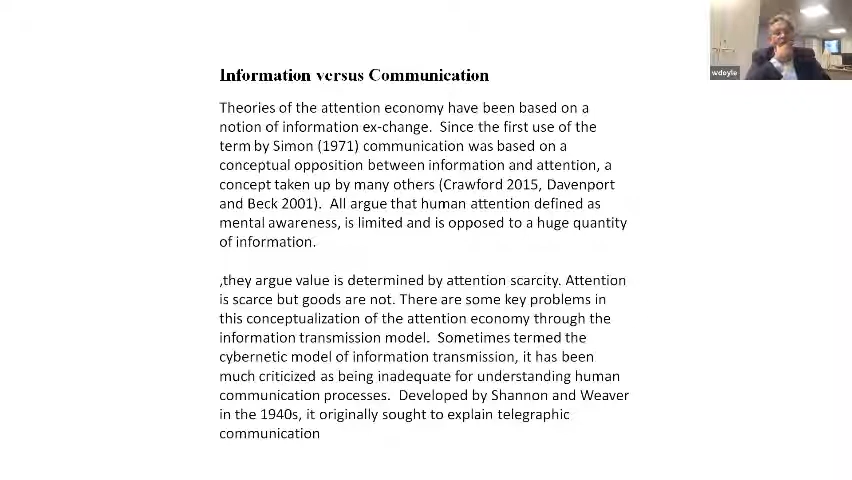 Information versus Communication
Theories of the attention economy have been based on a
notion of information ex-change.  Since the first use of the
term by Simon (1971) communication was based on a
conceptual opposition between information and attention, a
concept taken up by many others (Crawford 2015, Davenport
and Beck 2001).  All argue that human attention defined as
mental awareness, is limited and is opposed to a huge quantity
of information.
,they argue value is determined by attention scarcity. Attention
is scarce but goods are not. There are some key problems in
this conceptualization of the attention economy through the
information transmission model.  Sometimes termed the
cybernetic model of information transmission, it has been
much criticized as being inadequate for understanding human
communication processes.  Developed by Shannon and Weaver
in the 1940s, it originally sought to explain telegraphic
communication
wdoyle